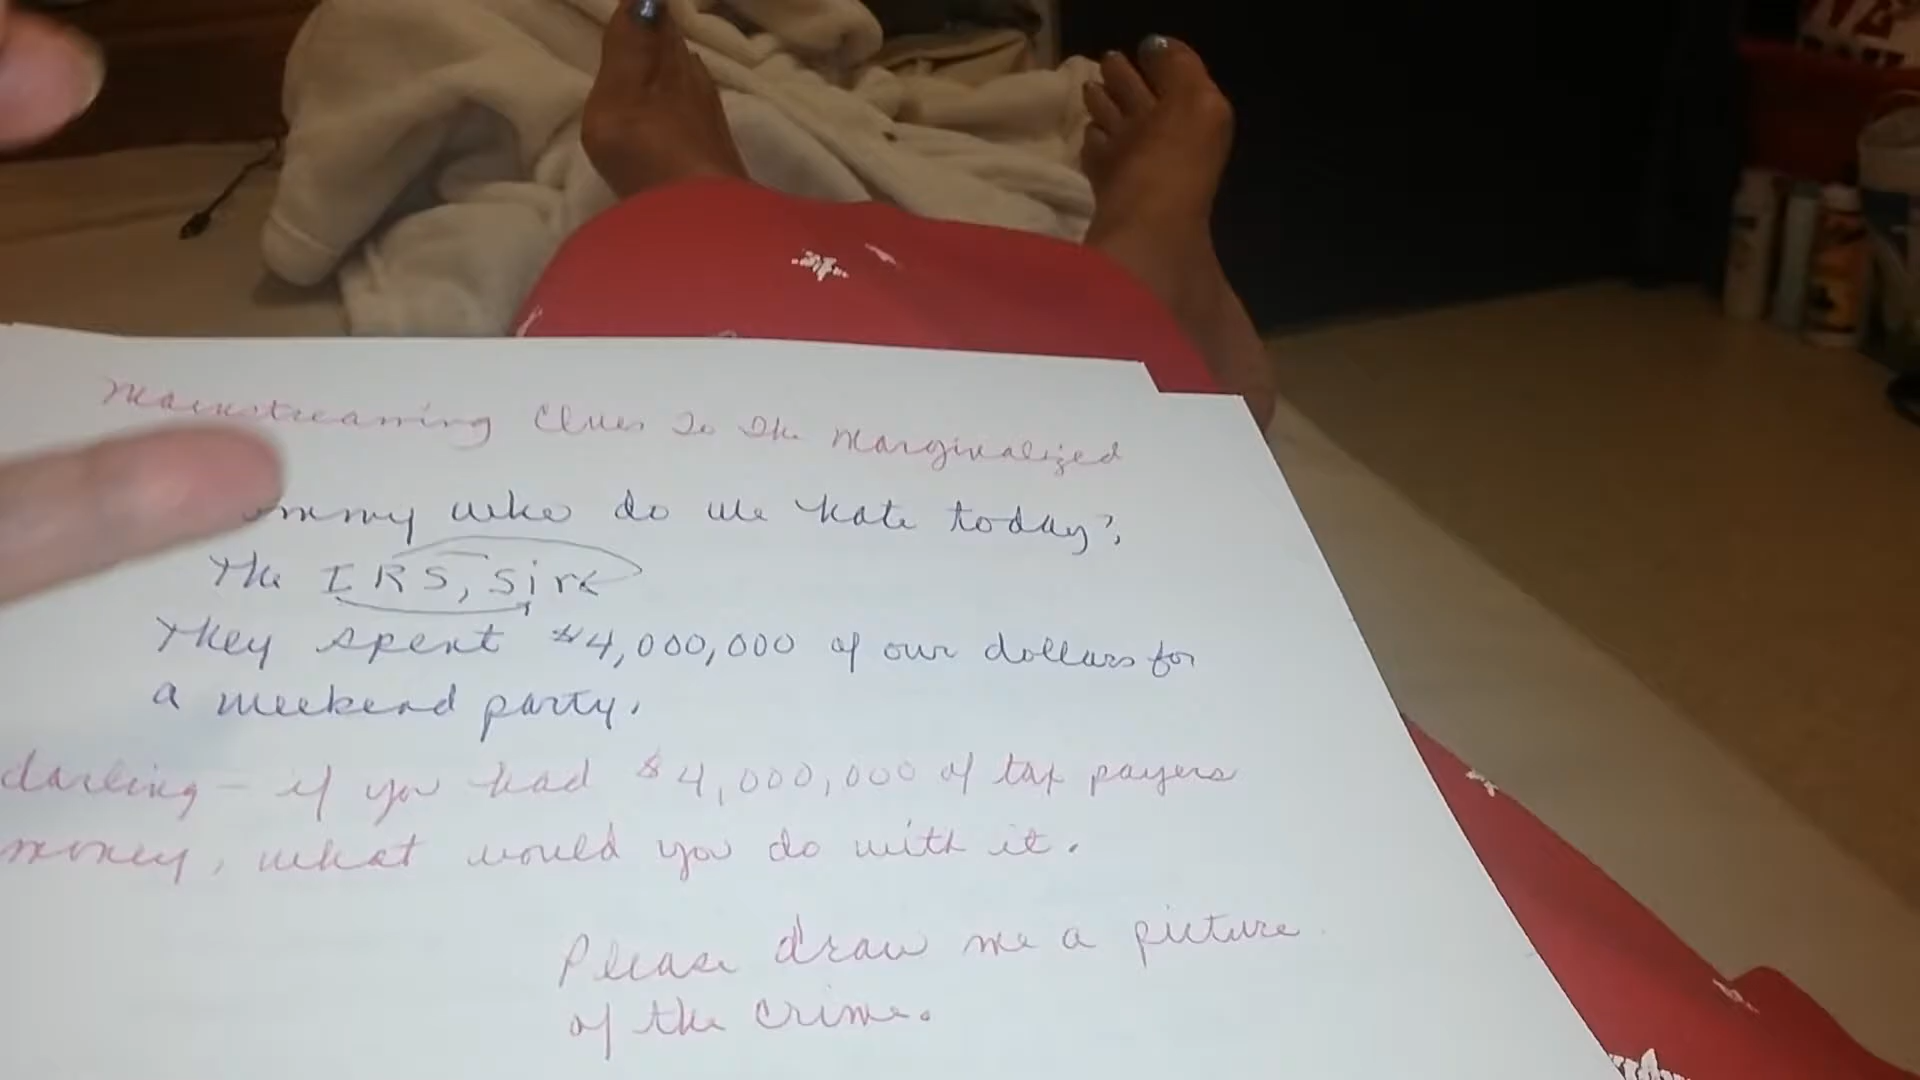 Mainstreaming Clues To The Marginalized
mmy who do we hate today?,
The IRS, Sir
They spent $4,000,000 of our dollars for
a weekend party.
darling - if you had $4,000,000 of tax payers
money, what would you do with it.
Please draw me a picture
of the crime.